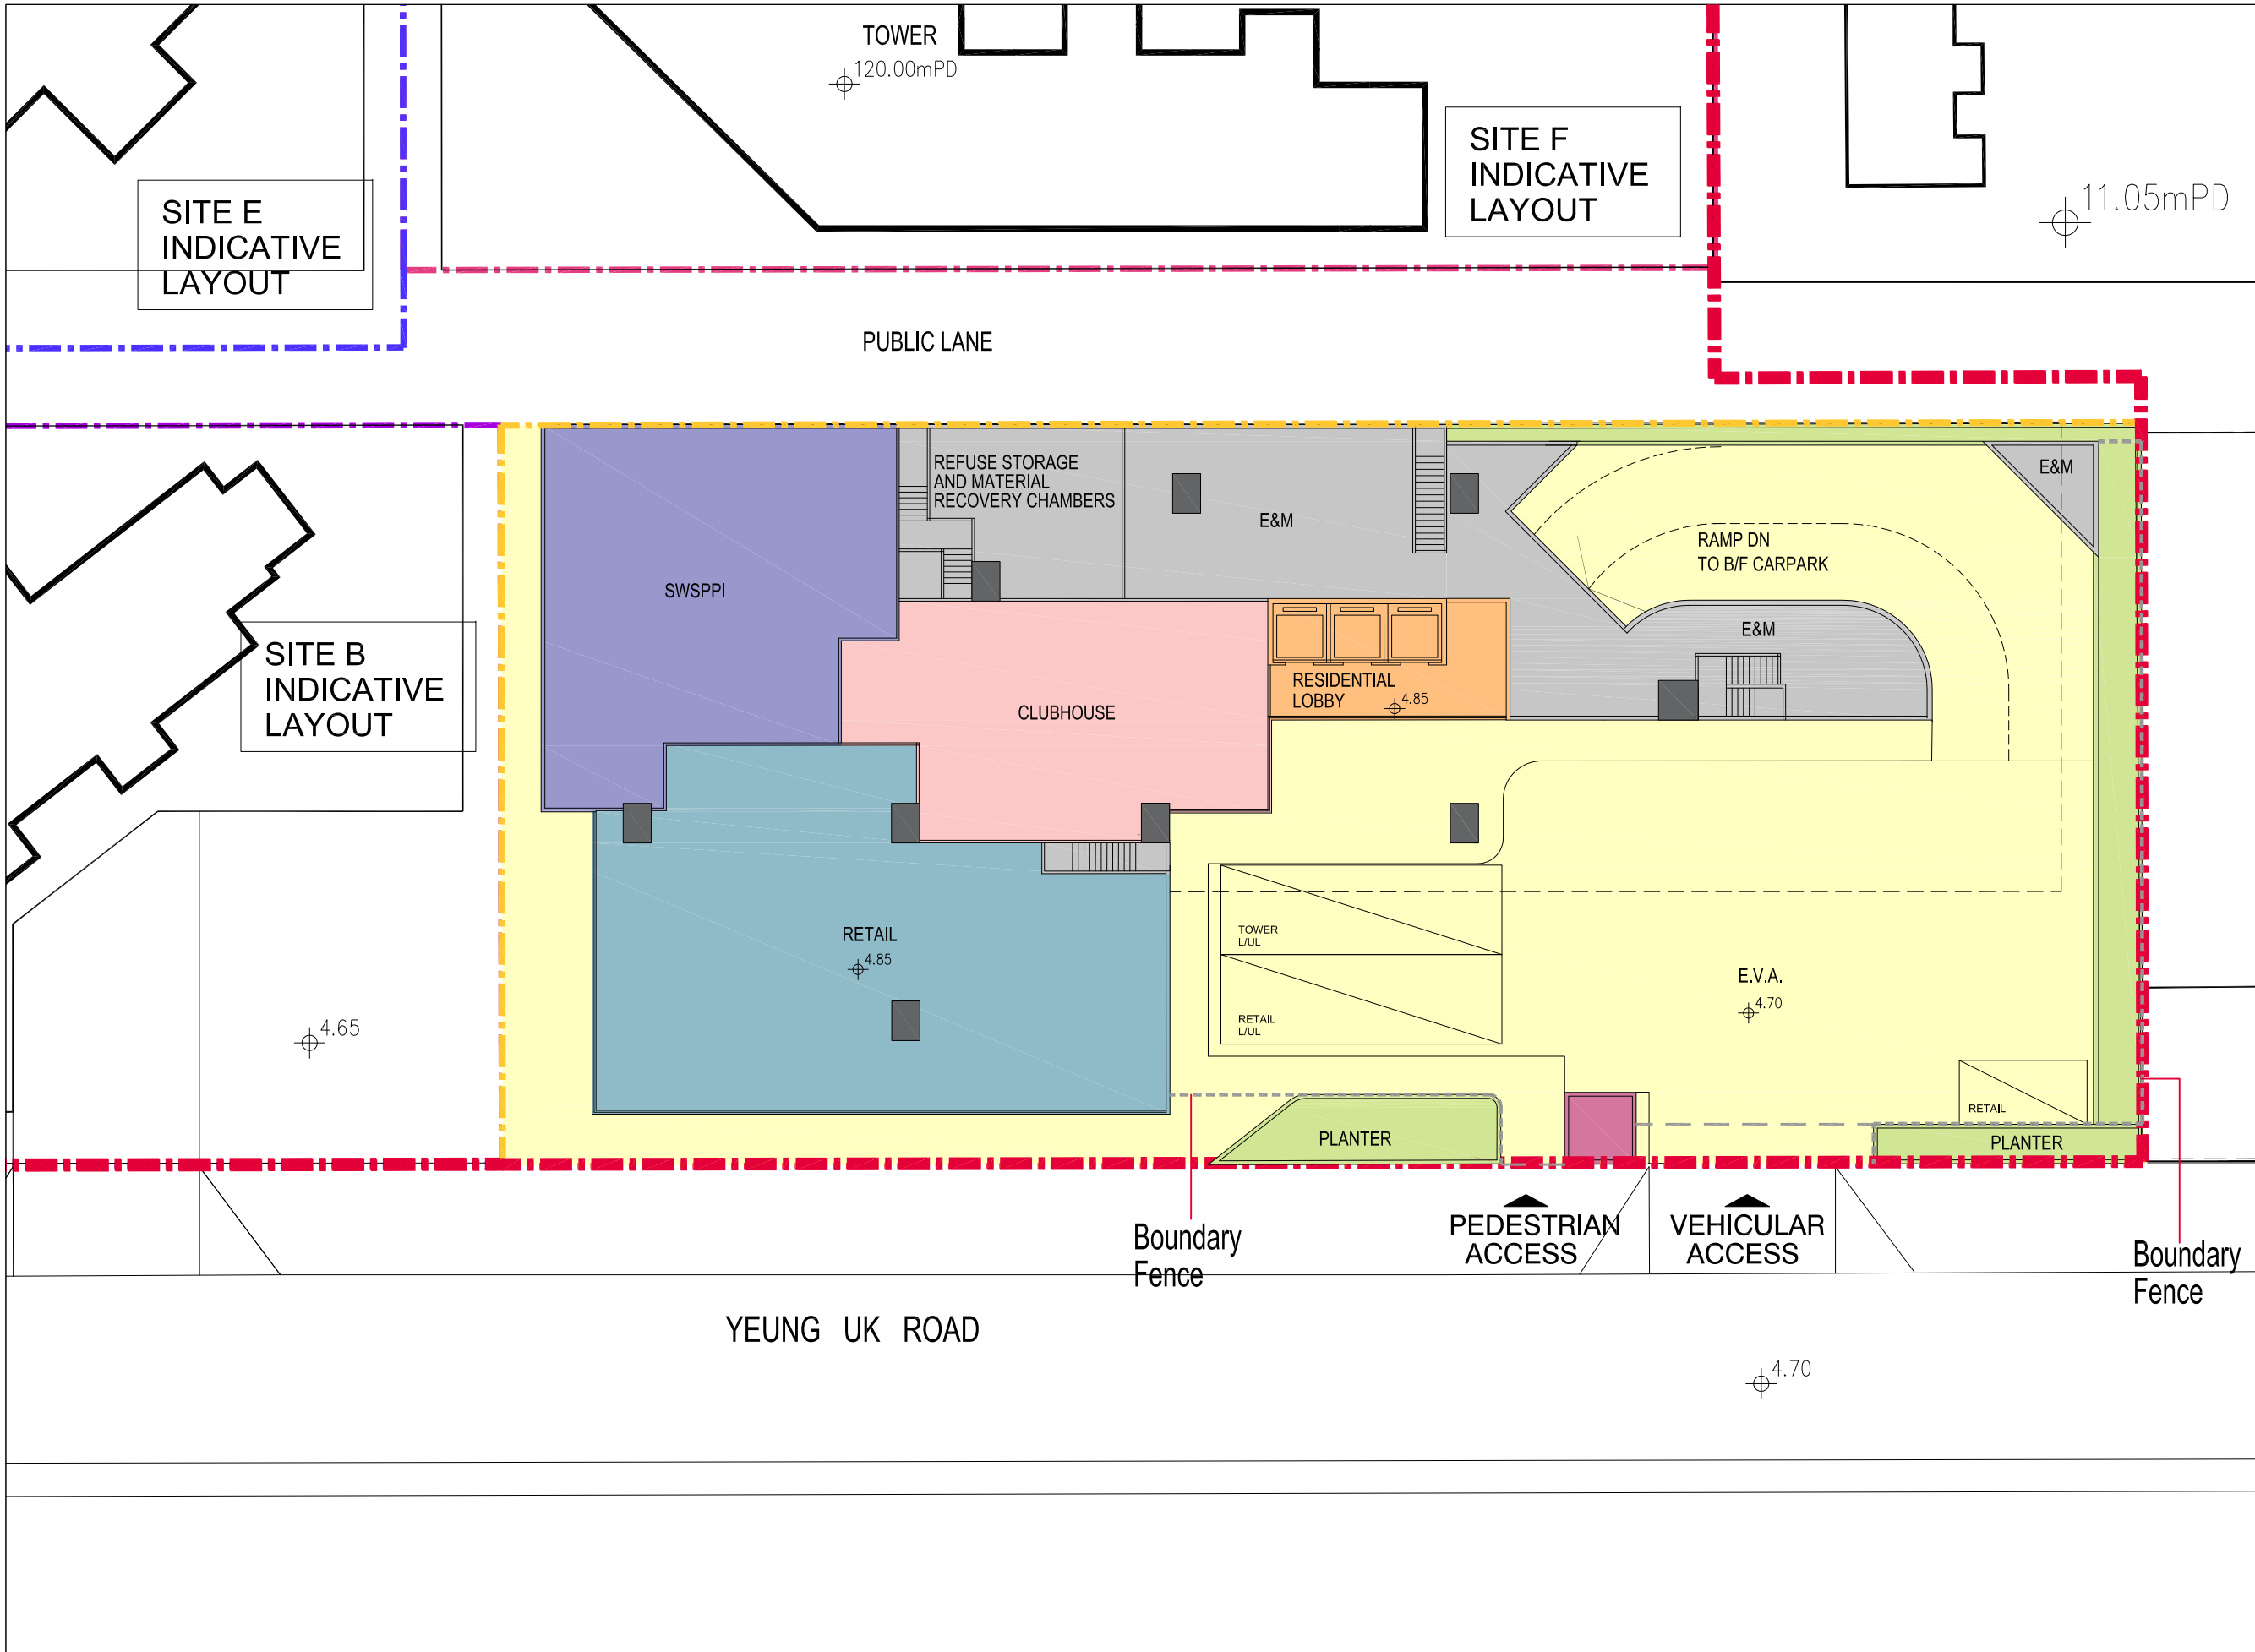 TOWER
120.00mPD
SITE F
INDICATIVE
LAYOUT
11.05mPD
SITE E
INDICATIVE
LAYOUT
PUBLIC LANE
REFUSE STORAGE
AND MATERIAL
RECOVERY CHAMBERS
E&M
E&M
RAMP DN
TO B/F CARPARK
SWSPPI
E&M
SITE B
INDICATIVE
LAYOUT
RESIDENTIAL
LOBBY
4.85
CLUBHOUSE
RETAIL
4.85
TOWER
L/UL
RETAIL
L/UL
E.V.A.
4.70
4.65
RETAIL
PLANTER
PLANTER
Boundary
Fence
PEDESTRIAN
ACCESS
VEHICULAR
ACCESS
Boundary
Fence
YEUNG UK ROAD
4.70